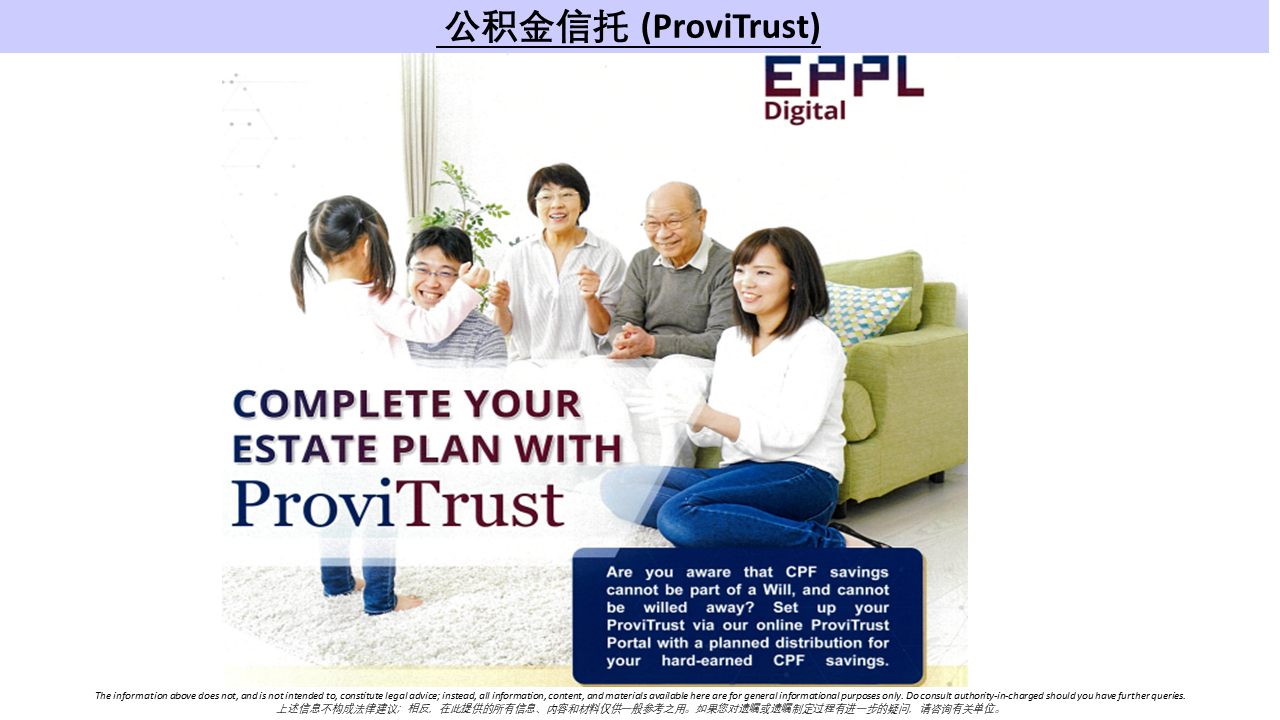 公积金信托 (ProviTrust)
EPPL
Digital
COMPLETE YOUR
ESTATE PLAN WITH
ProviTrust
Are you aware that CPF savings
cannot be part of a Will, and cannot
be willed away? Set up your
ProviTrust via our online ProviTrust
Portal with a planned distribution for
your hard-earned CPF savings.
The information above does not, and is not intended to, constitute legal advice; instead, all information, content, and materials available here are for general informational purposes only. Do consult authority-in-charged should you have further queries.
上述信息不构成法律建议；相反，在此提供的所有信息、内容和材料仅供一般参考之用。如果您对遗嘱或遗嘱制定过程有进一步的疑问，请咨询有关单位。